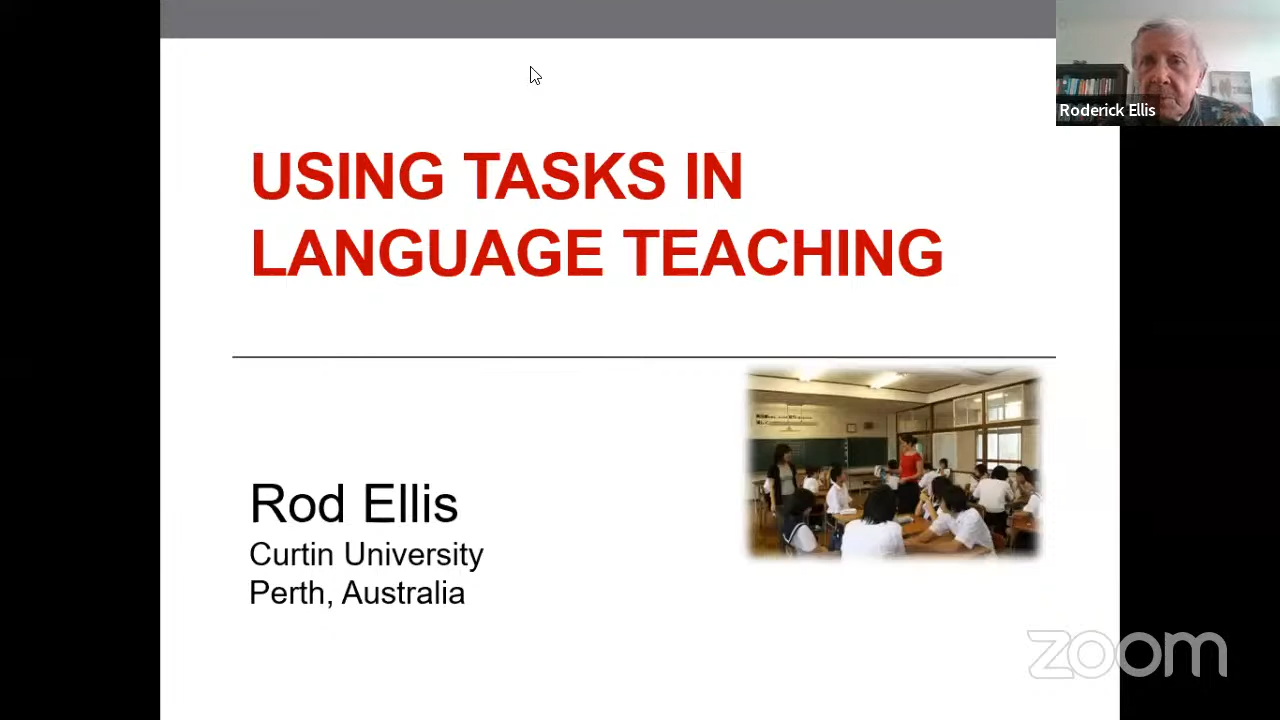 Roderick Ellis
USING TASKS IN
LANGUAGE TEACHING
Rod Ellis
Curtin University
Perth, Australia
zoom